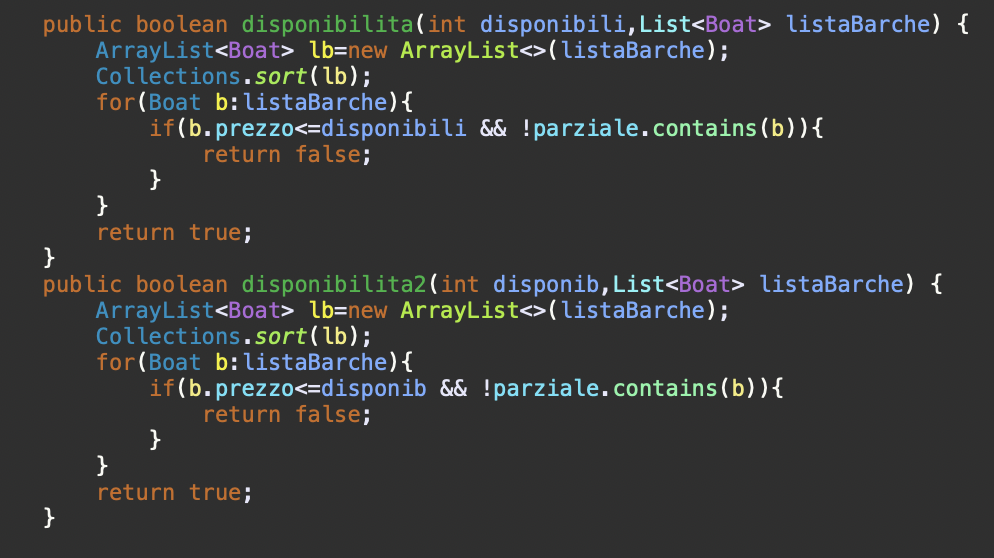 public boolean disponibilita(int disponibili,List<Boat> listaBarche) {
    ArrayList<Boat> lb=new ArrayList<>(listaBarche);
    Collections.sort(lb);
    for(Boat b:listaBarche){
        if(b.prezzo<=disponibili && !parziale.contains(b)){
            return false;
        }
    }
    return true;
}
public boolean disponibilita2(int disponib,List<Boat> listaBarche) {
    ArrayList<Boat> lb=new ArrayList<>(listaBarche);
    Collections.sort(lb);
    for(Boat b:listaBarche){
        if(b.prezzo<=disponib && !parziale.contains(b)){
            return false;
        }
    }
    return true;
}